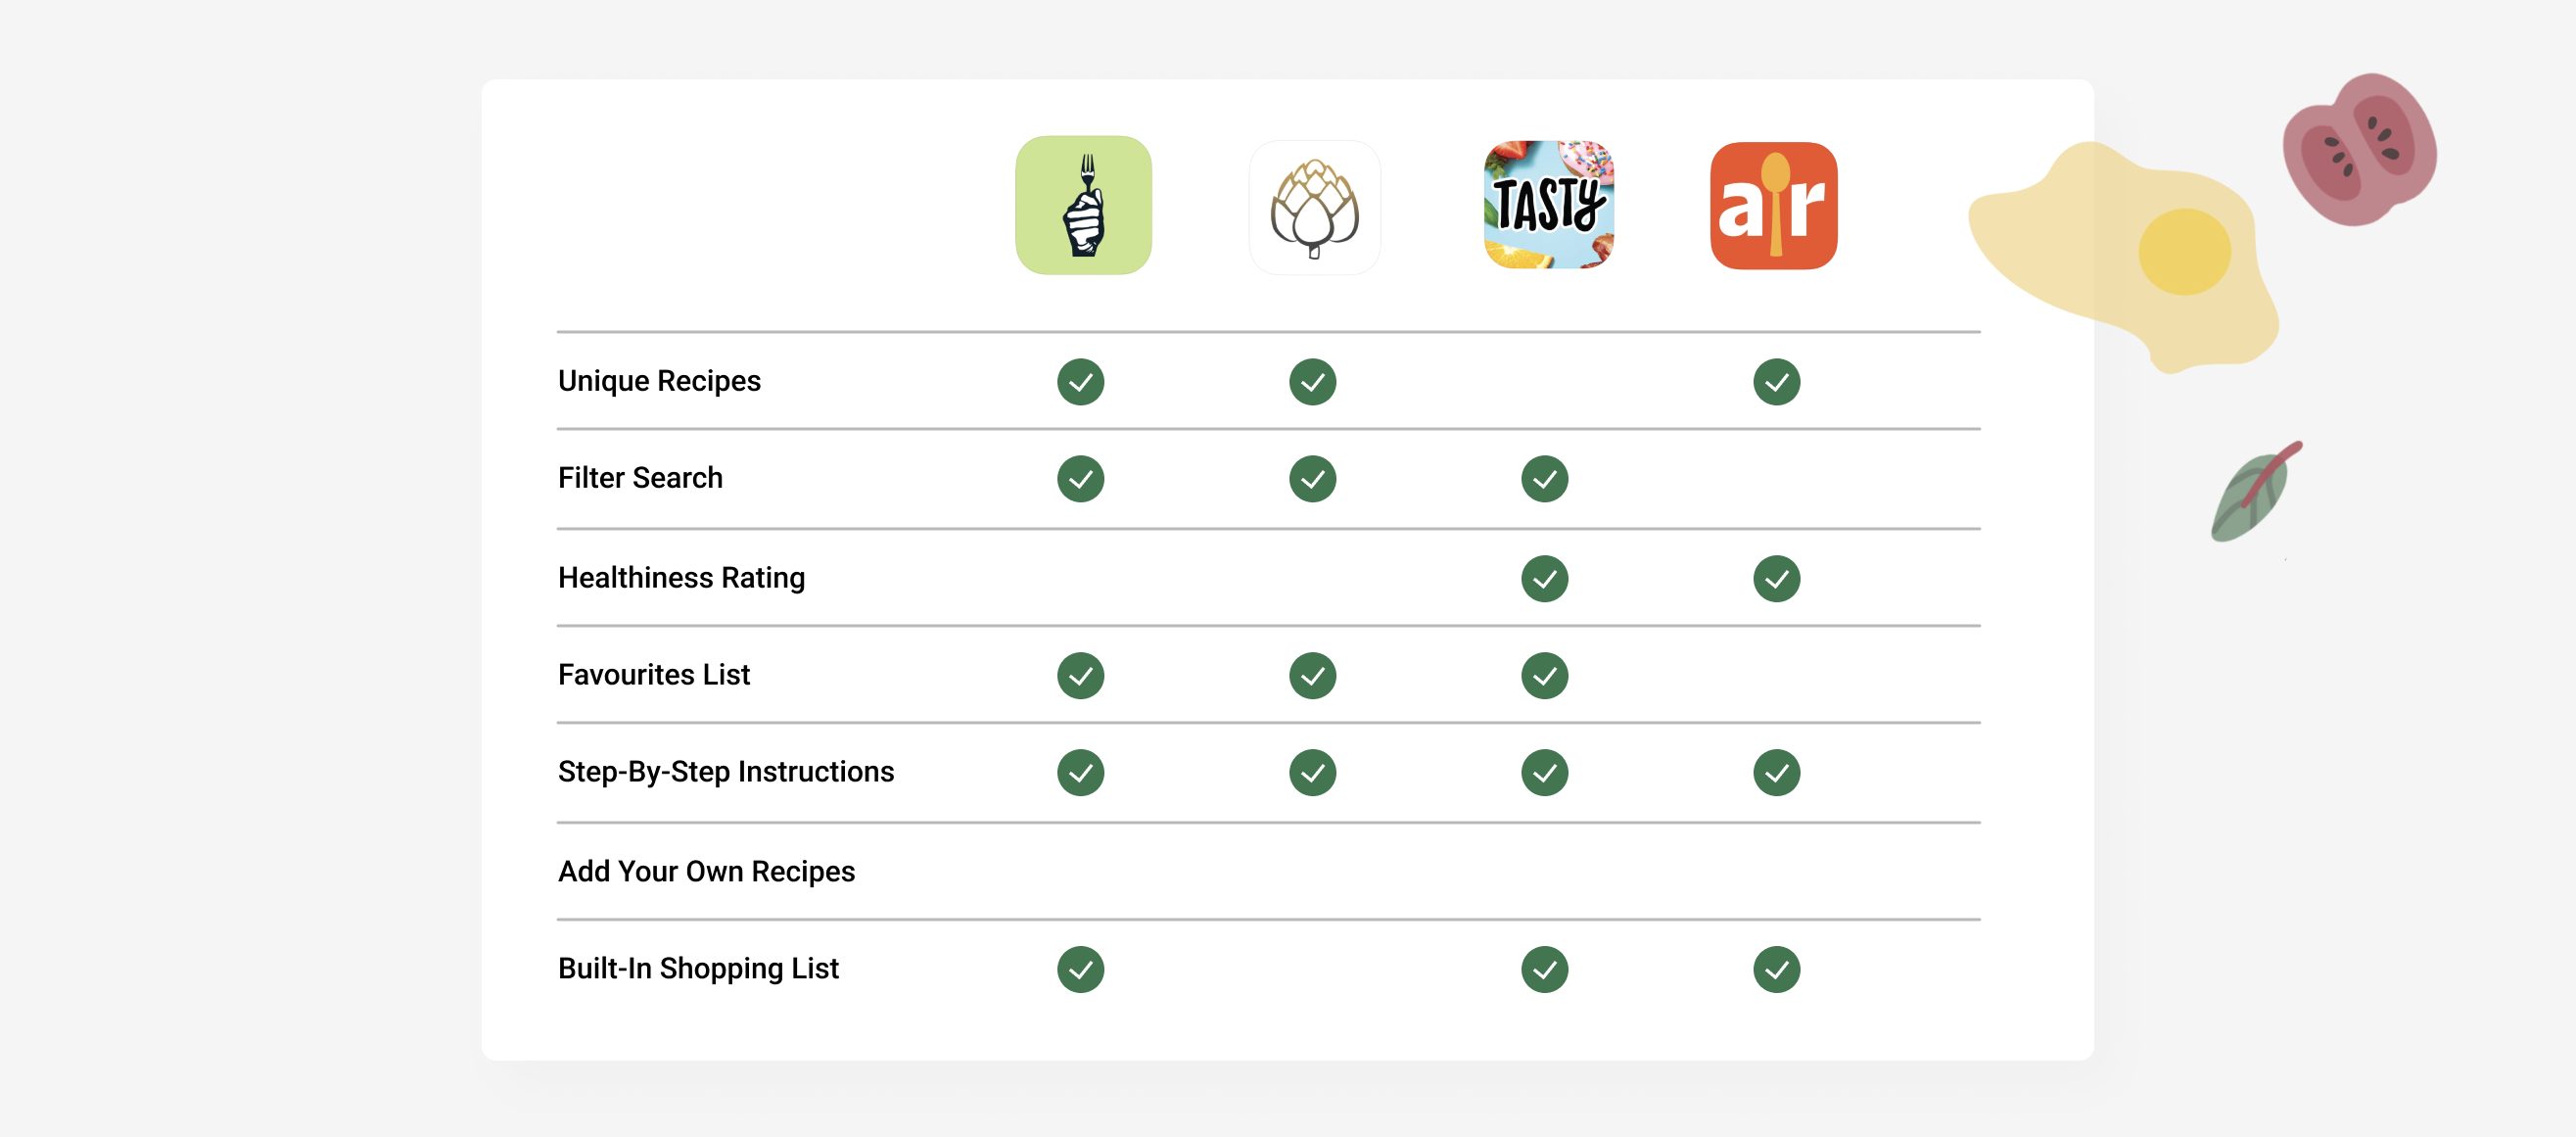 TASTY
air
Unique Recipes
Filter Search
Healthiness Rating
Favourites List
Step-By-Step Instructions
Add Your Own Recipes
Built-In Shopping List